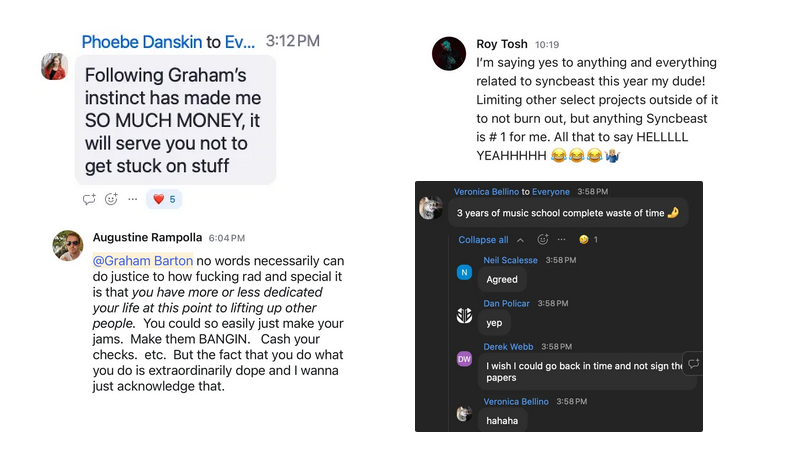 Phoebe Danskin to Ev... 3:12 PM
Following Graham's
instinct has made me
SO MUCH MONEY, it
will serve you not to
get stuck on stuff
❤️ 5
Augustine Rampolla 6:04 PM
@Graham Barton no words necessarily can
do justice to how fucking rad and special it
is that you have more or less dedicated
your life at this point to lifting up other
people. You could so easily just make your
jams. Make them BANGIN. Cash your
checks. etc. But the fact that you do what
you do is extraordinarily dope and I wanna
just acknowledge that.
Roy Tosh 10:19
I'm saying yes to anything and everything
related to syncbeast this year my dude!
Limiting other select projects outside of it
to not burn out, but anything Syncbeast
is # 1 for me. All that to say HELLLLL
YEAHHHHH 😂😂😂🤷🏽‍♂️
Veronica Bellino to Everyone 3:58 PM
3 years of music school complete waste of time 🤌
Collapse all 🤣 1
Neil Scalesse 3:58 PM
N
Agreed
Dan Policar 3:58 PM
yep
Derek Webb 3:58 PM
DW
I wish I could go back in time and not sign the
papers
Veronica Bellino 3:58 PM
hahaha